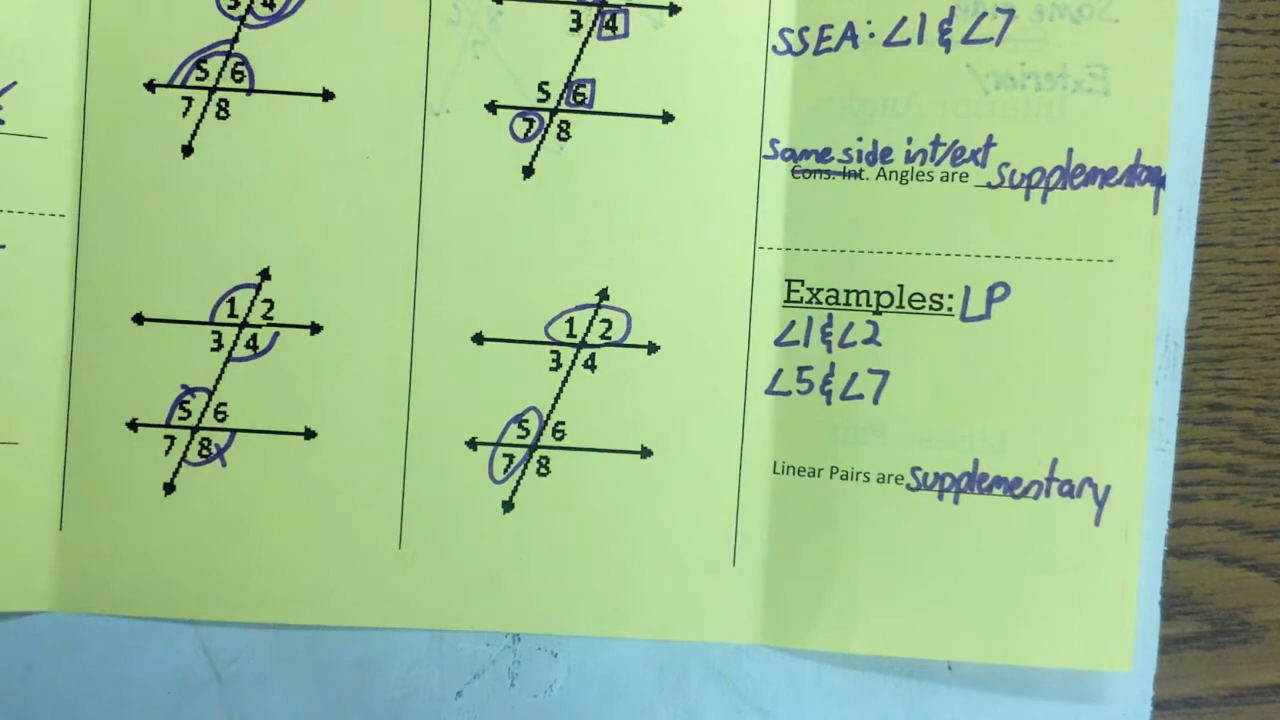 3 4
5 6
7 8
3 4
5 6
7 8
SSEA: ∠1 & ∠7
Same side int/ext
Cons. Int. Angles are supplementary
1 2
3 4
5 6
7 8
1 2
3 4
5 6
7 8
Examples: LP
∠1 & ∠2
∠5 & ∠7
Linear Pairs are supplementary